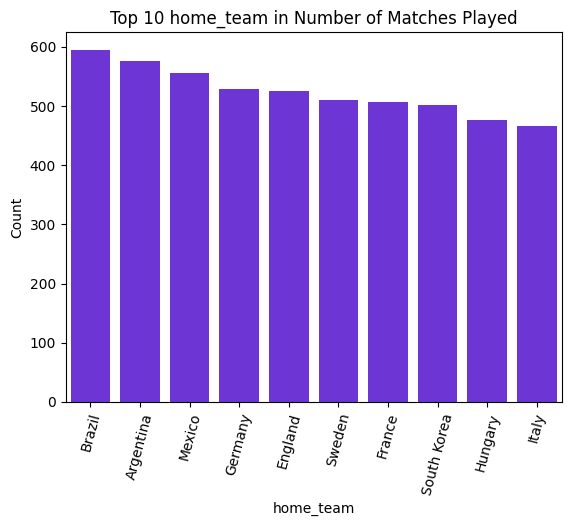 Top 10 home_team in Number of Matches Played
600
500
400
300
200
100
0
Count
Brazil
Argentina
Mexico
Germany
England
Sweden
France
South Korea
Hungary
Italy
home_team